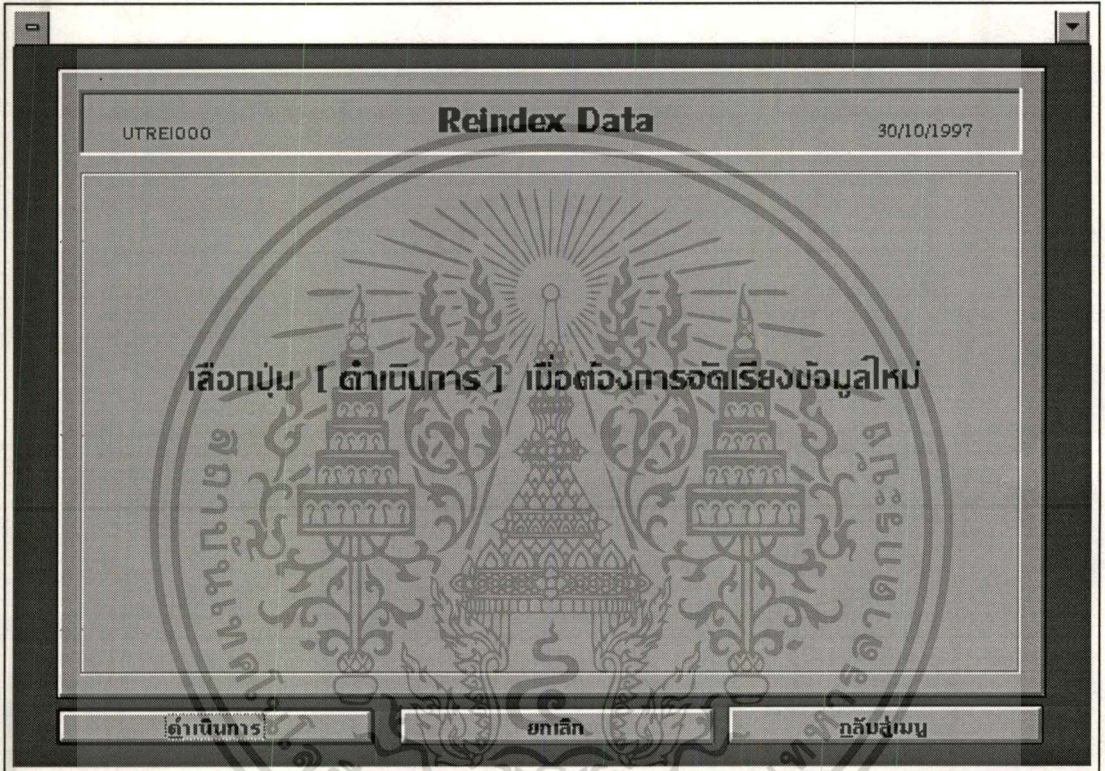 UTREI000
Reindex Data
30/10/1997
เลือกปุ่ม [ ดำเนินการ ] เมื่อต้องการจัดเรียงข้อมูลใหม่
ดำเนินการ
ยกเลิก
กลับสู่เมนู